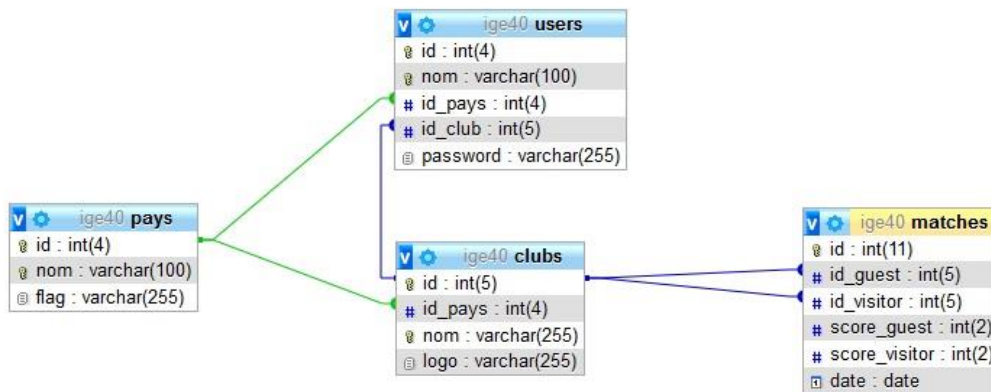 v ige40 users
id : int(4)
nom : varchar(100)
# id_pays : int(4)
# id_club : int(5)
password : varchar(255)
v ige40 pays
id : int(4)
nom : varchar(100)
flag : varchar(255)
v ige40 clubs
id : int(5)
# id_pays : int(4)
nom : varchar(255)
logo : varchar(255)
v ige40 matches
id : int(11)
# id_guest : int(5)
# id_visitor : int(5)
# score_guest : int(2)
# score_visitor : int(2)
date : date